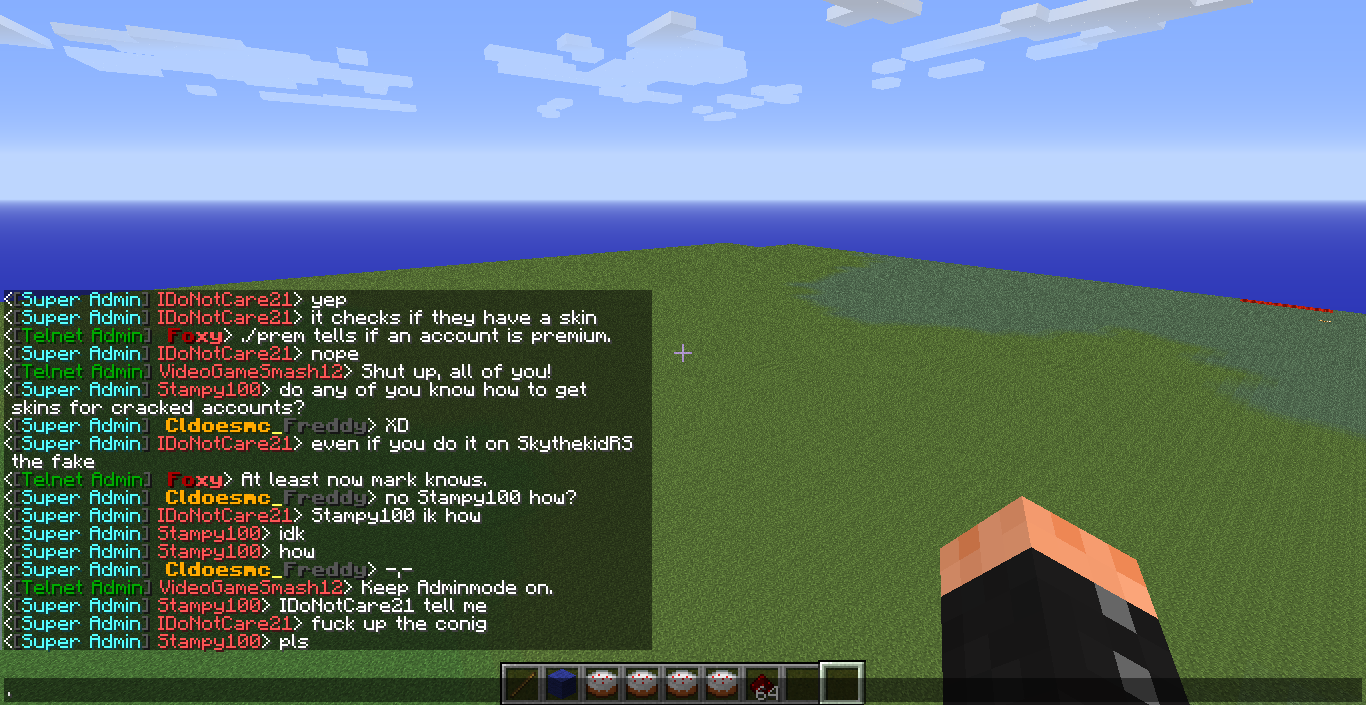 <[Super Admin] IDoNotCare21> yep
<[Super Admin] IDoNotCare21> it checks if they have a skin
<[Telnet Admin] Foxy> ./prem tells if an account is premium.
<[Super Admin] IDoNotCare21> nope
<[Telnet Admin] VideoGameSmash12> Shut up, all of you!
<[Super Admin] Stampy100> do any of you know how to get
skins for cracked accounts?
<[Super Admin] Cldoesmc_Freddy> XD
<[Super Admin] IDoNotCare21> even if you do it on SkythekidRS
the fake
<[Telnet Admin] Foxy> At least now mark knows.
<[Super Admin] Cldoesmc_Freddy> no Stampy100 how?
<[Super Admin] IDoNotCare21> Stampy100 ik how
<[Super Admin] Stampy100> idk
<[Super Admin] Stampy100> how
<[Super Admin] Cldoesmc_Freddy> -,-
<[Telnet Admin] VideoGameSmash12> Keep Adminmode on.
<[Super Admin] Stampy100> IDoNotCare21 tell me
<[Super Admin] IDoNotCare21> fuck up the conig
<[Super Admin] Stampy100> pls
64